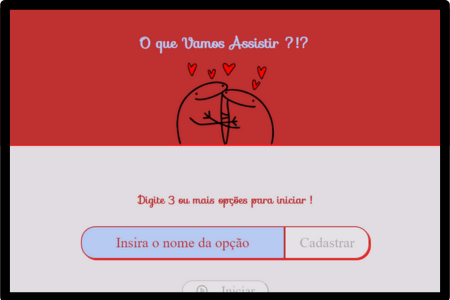 O que Vamos Assistir ?!?
Digite 3 ou mais opções para iniciar !
Insira o nome da opção
Cadastrar
Iniciar